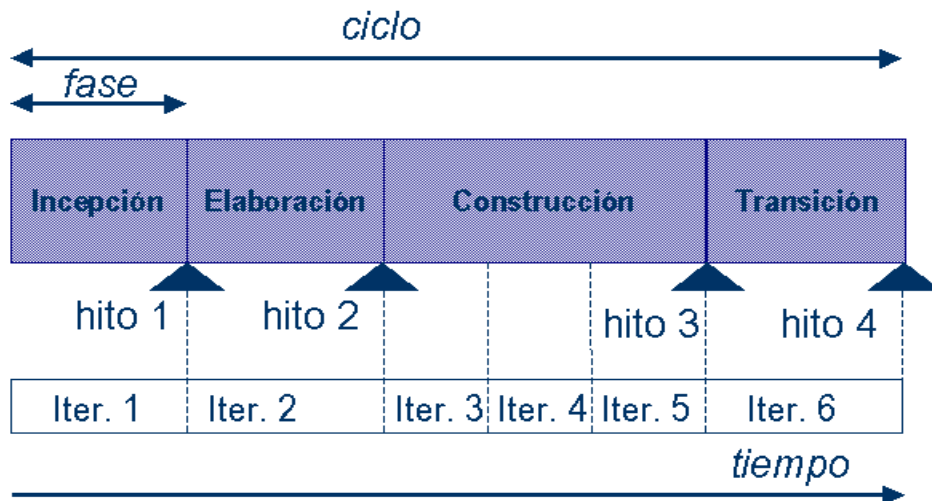 ciclo
fase
Incepción Elaboración Construcción Transición
hito 1 hito 2 hito 3 hito 4
Iter. 1 Iter. 2 Iter. 3 Iter. 4 Iter. 5 Iter. 6
tiempo